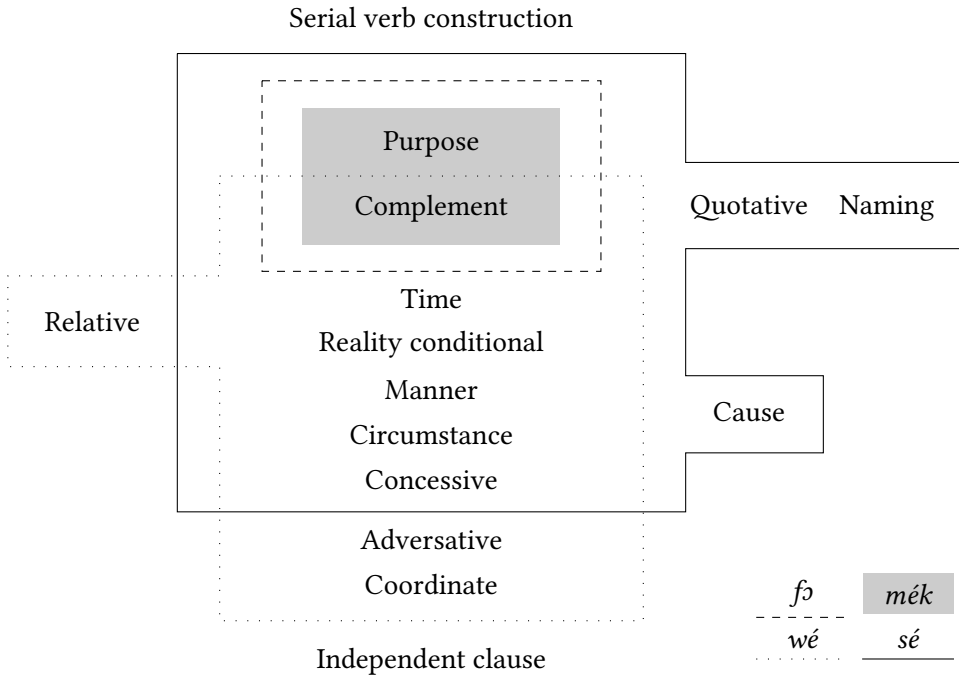 Serial verb construction
Purpose
Complement
Quotative Naming
Time
Relative
Reality conditional
Manner
Cause
Circumstance
Concessive
Adversative
Coordinate
fɔ mék
wé sé
Independent clause